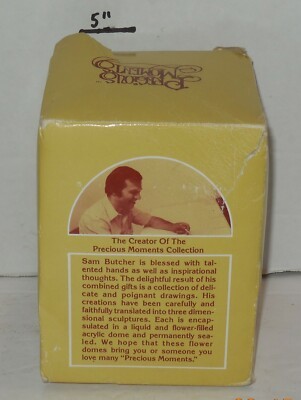 5"
Precious
Moments
The Creator Of The
Precious Moments Collection
Sam Butcher is blessed with tal-
ented hands as well as inspirational
thoughts. The delightful result of his
combined gifts is a collection of deli-
cate and poignant drawings. His
creations have been carefully and
faithfully translated into three dimen-
sional sculptures. Each is encap-
sulated in a liquid and flower-filled
acrylic dome and permanently sea-
led. We hope that these flower
domes bring you or someone you
love many "Precious Moments."